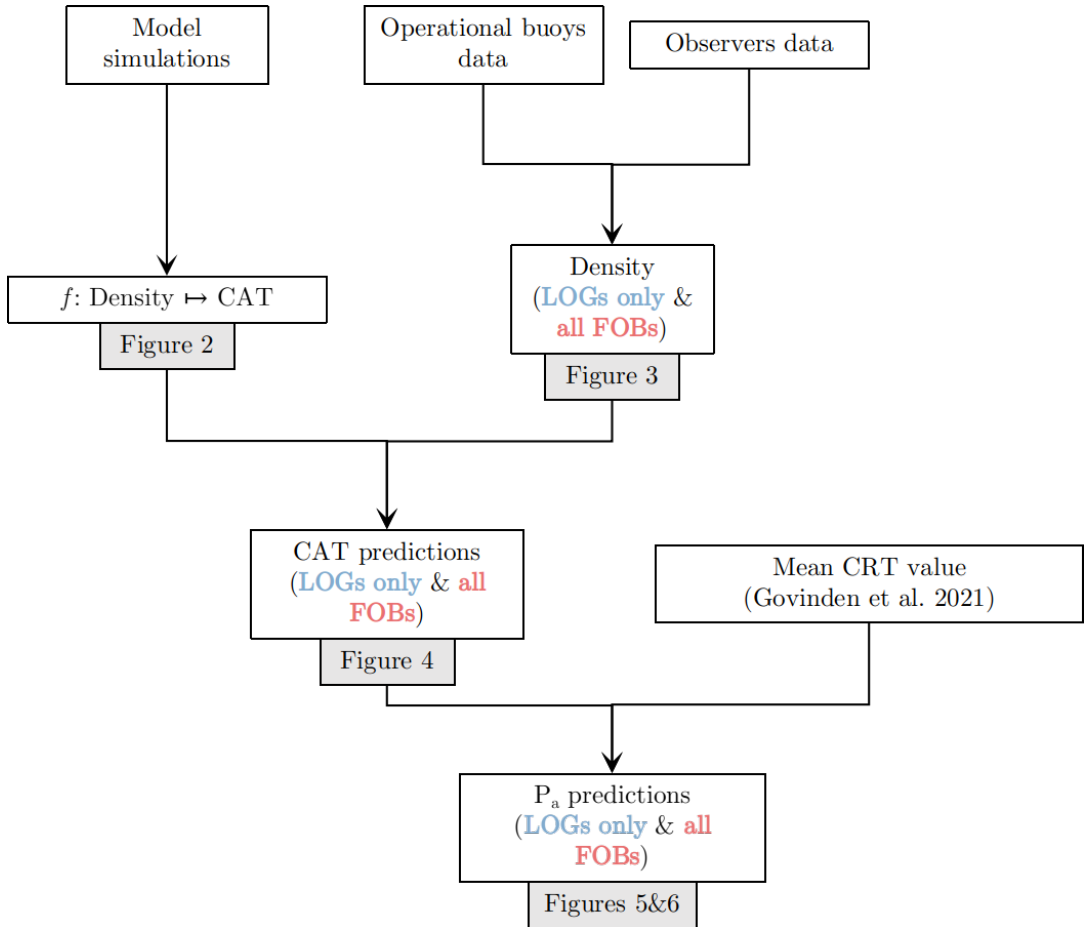 Model
simulations
Operational buoys
data
Observers data
f: Density ↦ CAT
Figure 2
Density
(LOGs only &
all FOBs)
Figure 3
CAT predictions
(LOGs only & all
FOBs)
Figure 4
Mean CRT value
(Govinden et al. 2021)
Pₐ predictions
(LOGs only & all
FOBs)
Figures 5&6